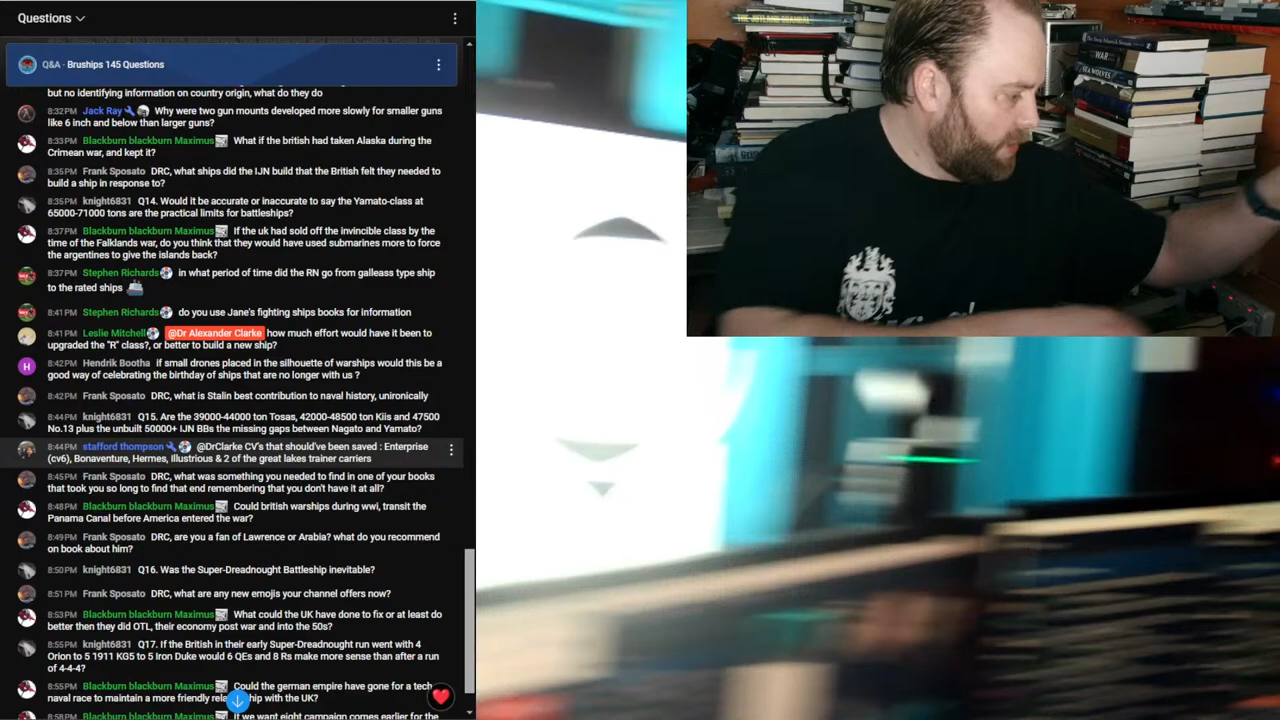 Questions
Q&A · Bruships 145 Questions
but no identifying information on country origin, what do they do
8:32PM Jack Ray Why were two gun mounts developed more slowly for smaller guns
like 6 inch and below than larger guns?
8:33PM Blackburn blackburn Maximus What if the british had taken Alaska during the
Crimean war, and kept it?
8:35PM Frank Sposato DRC, what ships did the IJN build that the British felt they needed to
build a ship in response to?
8:35PM knight6831 Q14. Would it be accurate or inaccurate to say the Yamato-class at
65000-71000 tons are the practical limits for battleships?
8:37PM Blackburn blackburn Maximus If the uk had sold off the invincible class by the
time of the Falklands war, do you think that they would have used submarines more to force
the argentines to give the islands back?
8:37PM Stephen Richards in what period of time did the RN go from galleass type ship
to the rated ships
8:41PM Stephen Richards do you use Jane's fighting ships books for information
8:41PM Leslie Mitchell @Dr Alexander Clarke how much effort would have it been to
upgraded the "R" class?, or better to build a new ship?
8:42PM Hendrik Bootha if small drones placed in the silhouette of warships would this be a
good way of celebrating the birthday of ships that are no longer with us ?
8:42PM Frank Sposato DRC, what is Stalin best contribution to naval history, unironically
8:44PM knight6831 Q15. Are the 39000-44000 ton Tosas, 42000-48500 ton Kiis and 47500
No.13 plus the unbuilt 50000+ IJN BBs the missing gaps between Nagato and Yamato?
8:44PM stafford thompson @DrClarke CV's that should've been saved : Enterprise
(cv6), Bonaventure, Hermes, Illustrious & 2 of the great lakes trainer carriers
8:45PM Frank Sposato DRC, what was something you needed to find in one of your books
that took you so long to find that end remembering that you don't have it at all?
8:48PM Blackburn blackburn Maximus Could british warships during wwi, transit the
Panama Canal before America entered the war?
8:49PM Frank Sposato DRC, are you a fan of Lawrence or Arabia? what do you recommend
on book about him?
8:50PM knight6831 Q16. Was the Super-Dreadnought Battleship inevitable?
8:51PM Frank Sposato DRC, what are any new emojis your channel offers now?
8:53PM Blackburn blackburn Maximus What could the UK have done to fix or at least do
better then they did OTL, their economy post war and into the 50s?
8:55PM knight6831 Q17. If the British in their early Super-Dreadnought run went with 4
Orion to 5 1911 KG5 to 5 Iron Duke would 6 QEs and 8 Rs make more sense than after a run
of 4-4-4?
8:55PM Blackburn blackburn Maximus Could the german empire have gone for a tech
naval race to maintain a more friendly with the UK?
8:58PM Blackburn blackburn Maximus If we want eight campaign comes earlier for the
H
WAR
SEA WOLVES